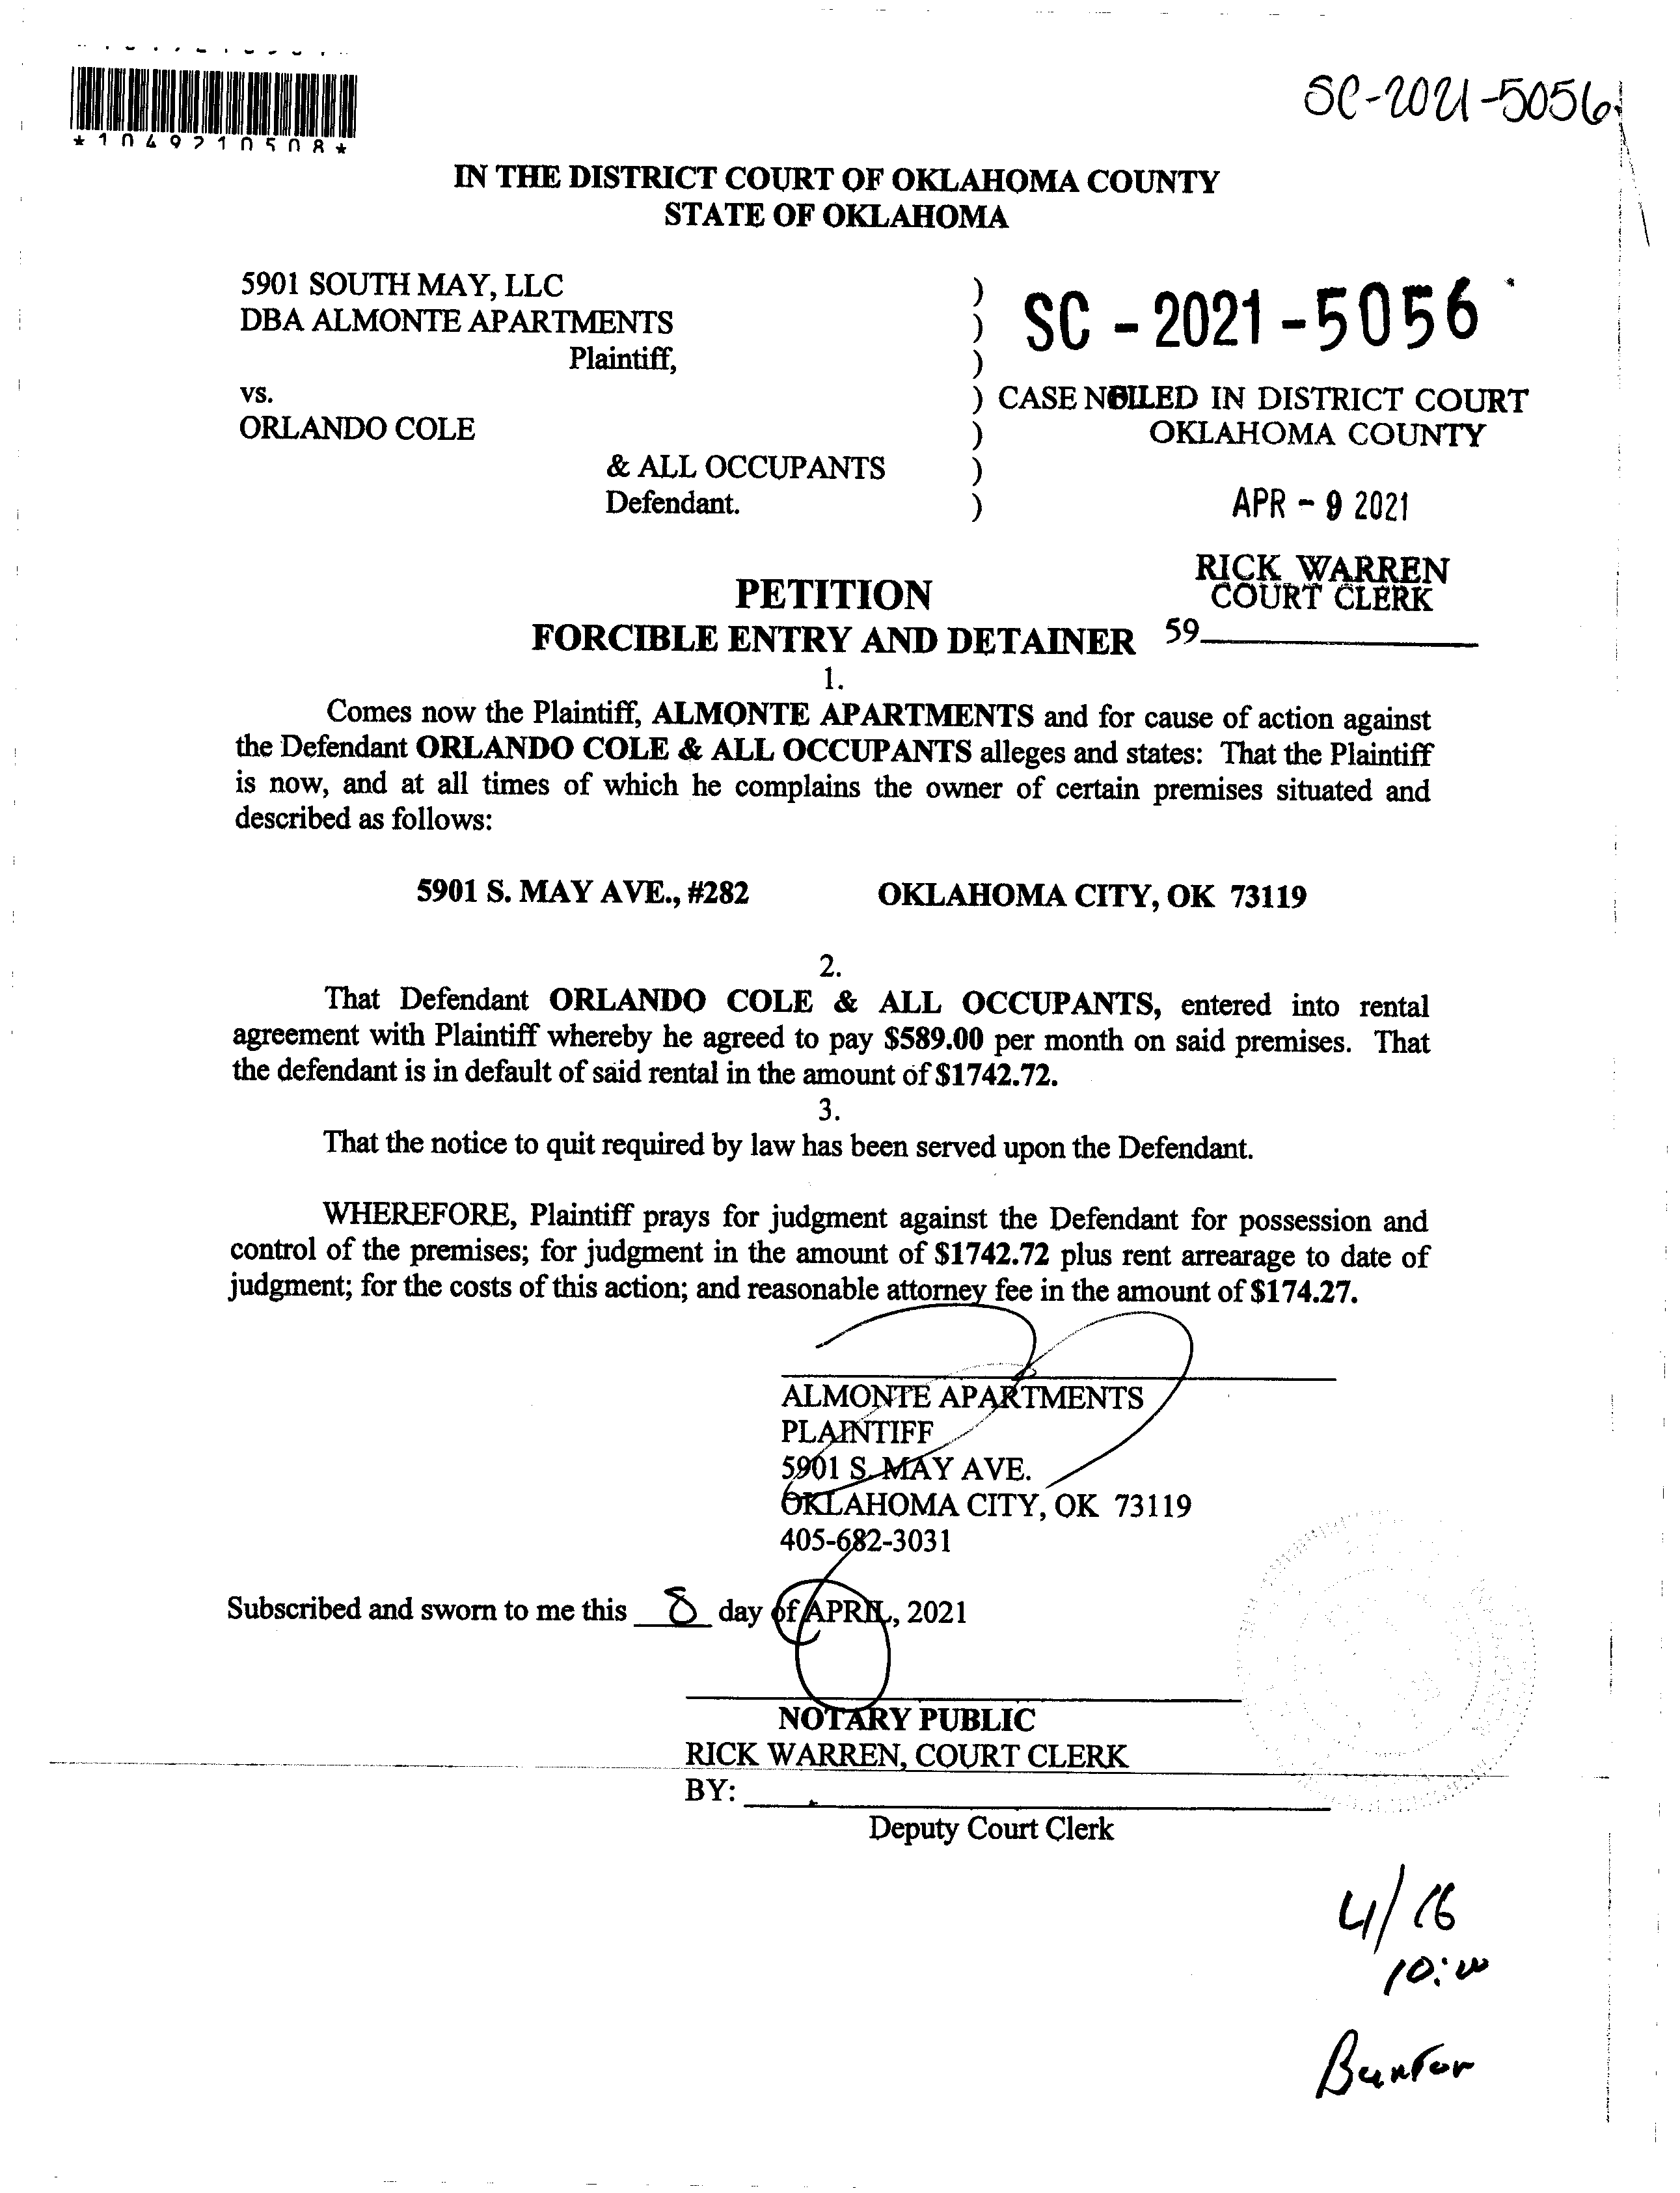 SC-2021-5056
*1049210508*
IN THE DISTRICT COURT OF OKLAHOMA COUNTY
STATE OF OKLAHOMA
5901 SOUTH MAY, LLC )
DBA ALMONTE APARTMENTS ) SC - 2021 - 5056
Plaintiff, )
vs. ) CASE NO FILED IN DISTRICT COURT
ORLANDO COLE ) OKLAHOMA COUNTY
& ALL OCCUPANTS )
Defendant. ) APR - 9 2021
RICK WARREN
COURT CLERK
PETITION
FORCIBLE ENTRY AND DETAINER 59
1.
Comes now the Plaintiff, ALMONTE APARTMENTS and for cause of action against
the Defendant ORLANDO COLE & ALL OCCUPANTS alleges and states: That the Plaintiff
is now, and at all times of which he complains the owner of certain premises situated and
described as follows:
5901 S. MAY AVE., #282 OKLAHOMA CITY, OK 73119
2.
That Defendant ORLANDO COLE & ALL OCCUPANTS, entered into rental
agreement with Plaintiff whereby he agreed to pay $589.00 per month on said premises. That
the defendant is in default of said rental in the amount of $1742.72.
3.
That the notice to quit required by law has been served upon the Defendant.
WHEREFORE, Plaintiff prays for judgment against the Defendant for possession and
control of the premises; for judgment in the amount of $1742.72 plus rent arrearage to date of
judgment; for the costs of this action; and reasonable attorney fee in the amount of $174.27.
ALMONTE APARTMENTS
PLAINTIFF
5901 S. MAY AVE.
OKLAHOMA CITY, OK 73119
405-682-3031
Subscribed and sworn to me this 8 day of APRIL, 2021
NOTARY PUBLIC
RICK WARREN, COURT CLERK
BY:
Deputy Court Clerk
4/16
10:00